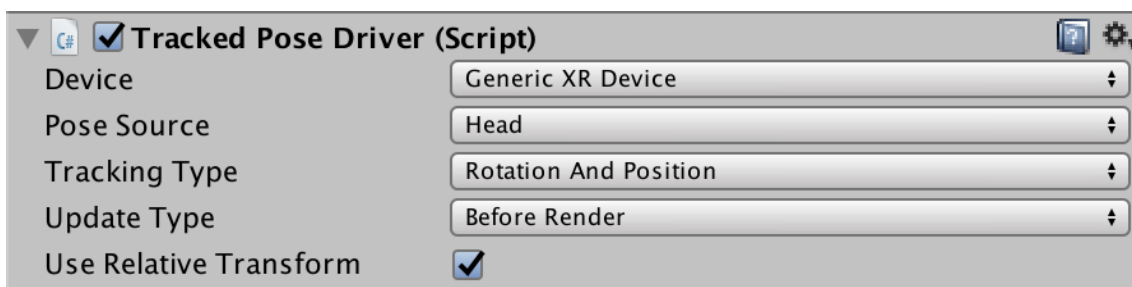 C# Tracked Pose Driver (Script) ?
Device Generic XR Device
Pose Source Head
Tracking Type Rotation And Position
Update Type Before Render
Use Relative Transform